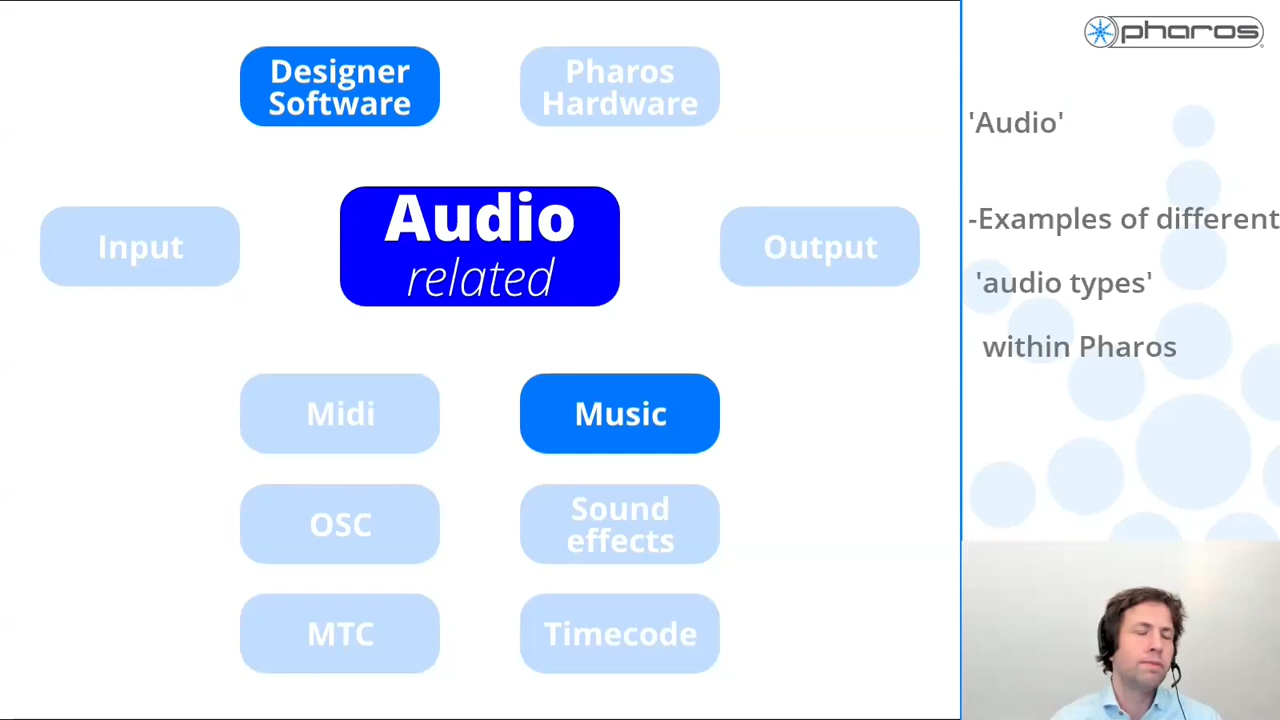 Designer
Software
Pharos
Hardware
Input
Audio
related
Output
Midi
Music
OSC
Sound
effects
MTC
Timecode
pharos
'Audio'
-Examples of different
'audio types'
within Pharos